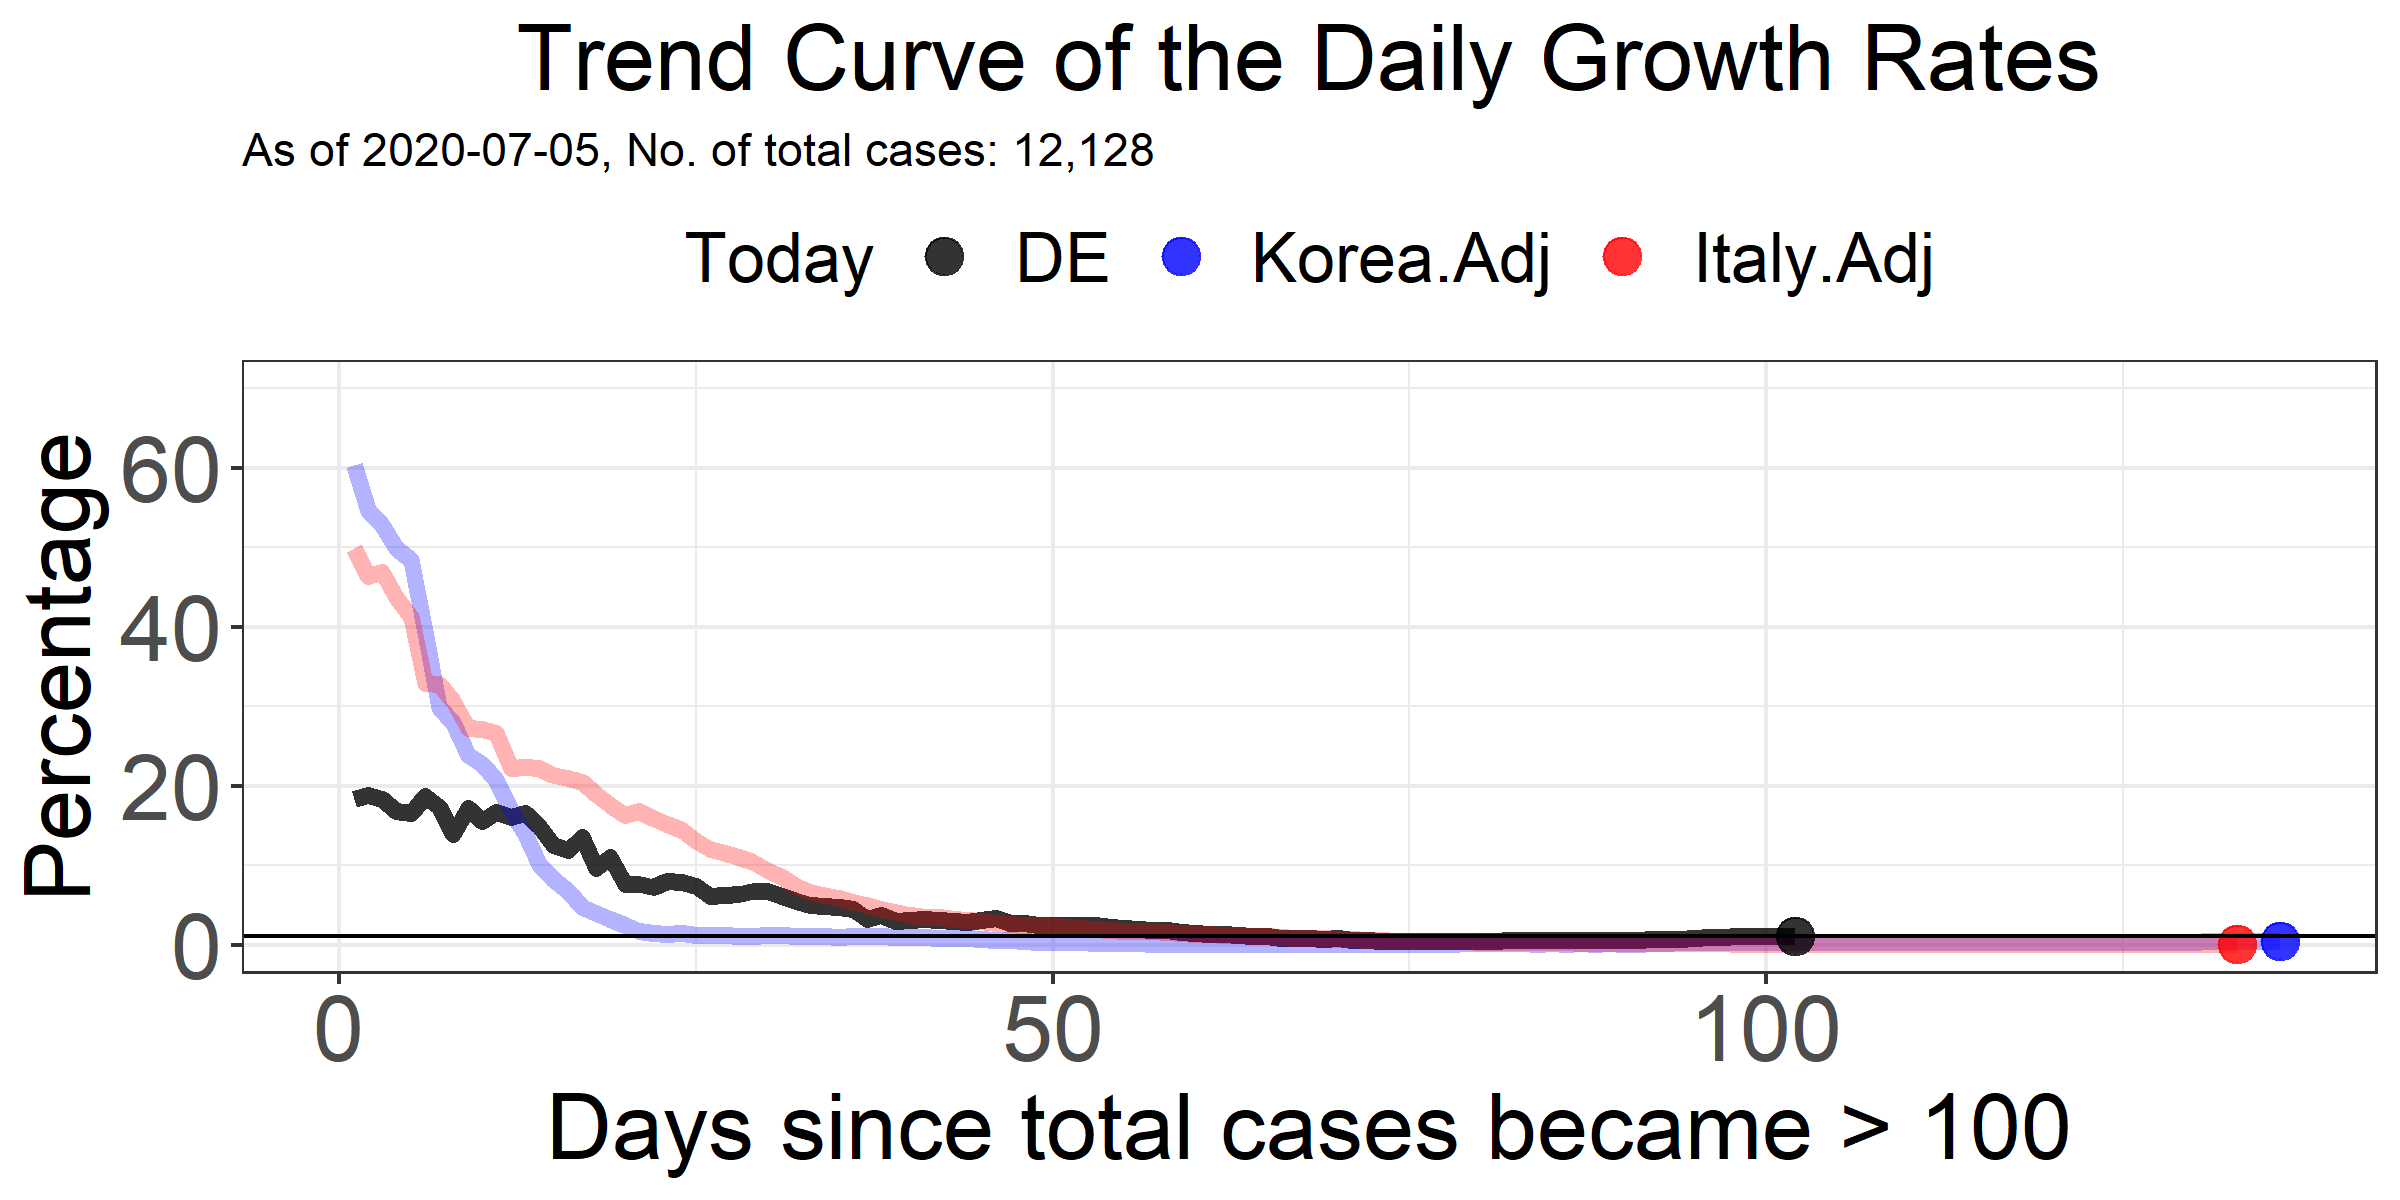 Trend Curve of the Daily Growth Rates
As of 2020-07-05, No. of total cases: 12,128
Today DE Korea.Adj Italy.Adj
Percentage
60
40
20
0
0 50 100
Days since total cases became > 100